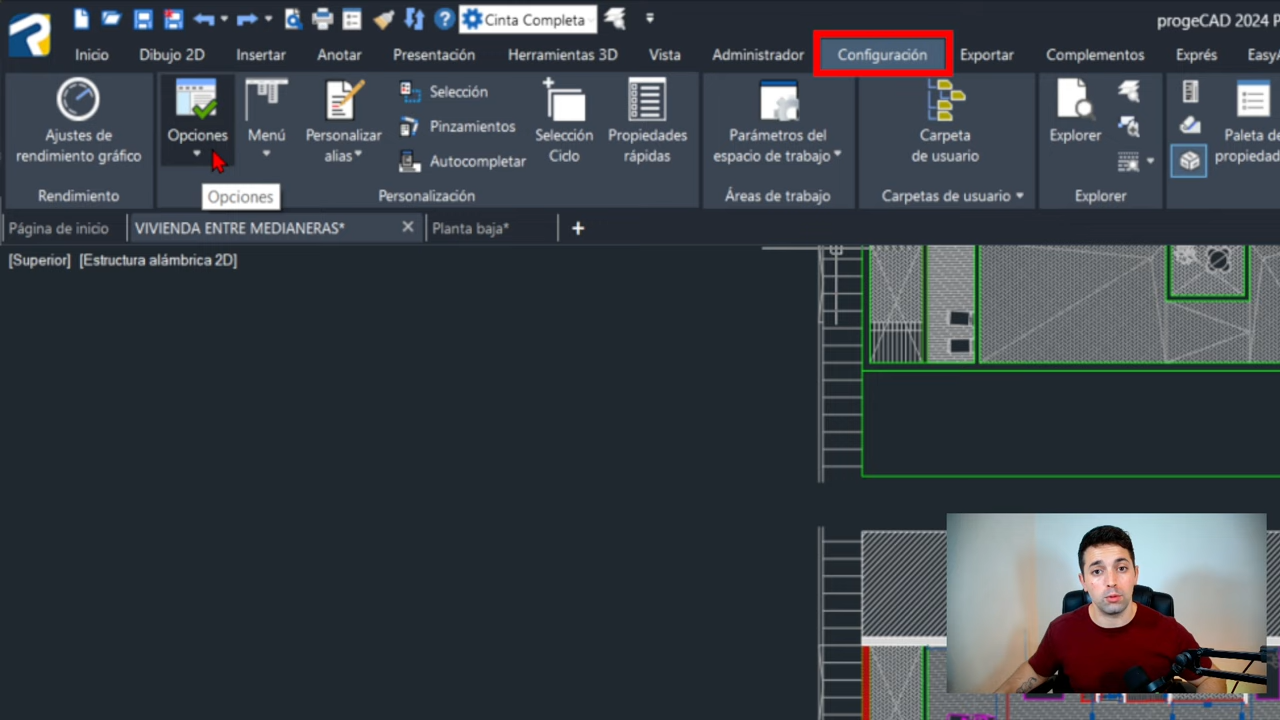 Cinta Completa
progeCAD 2024 P
Inicio
Dibujo 2D
Insertar
Anotar
Presentación
Herramientas 3D
Vista
Administrador
Configuración
Exportar
Complementos
Exprés
EasyA
Ajustes de
rendimiento gráfico
Rendimiento
Opciones
Menú
Personalizar
alias
Selección
Pinzamientos
Autocompletar
Selección
Ciclo
Propiedades
rápidas
Personalización
Parámetros del
espacio de trabajo
Áreas de trabajo
Carpeta
de usuario
Carpetas de usuario
Explorer
Explorer
Paleta de
propiedad
Opciones
Página de inicio
VIVIENDA ENTRE MEDIANERAS*
Planta baja*
[Superior] [Estructura alámbrica 2D]